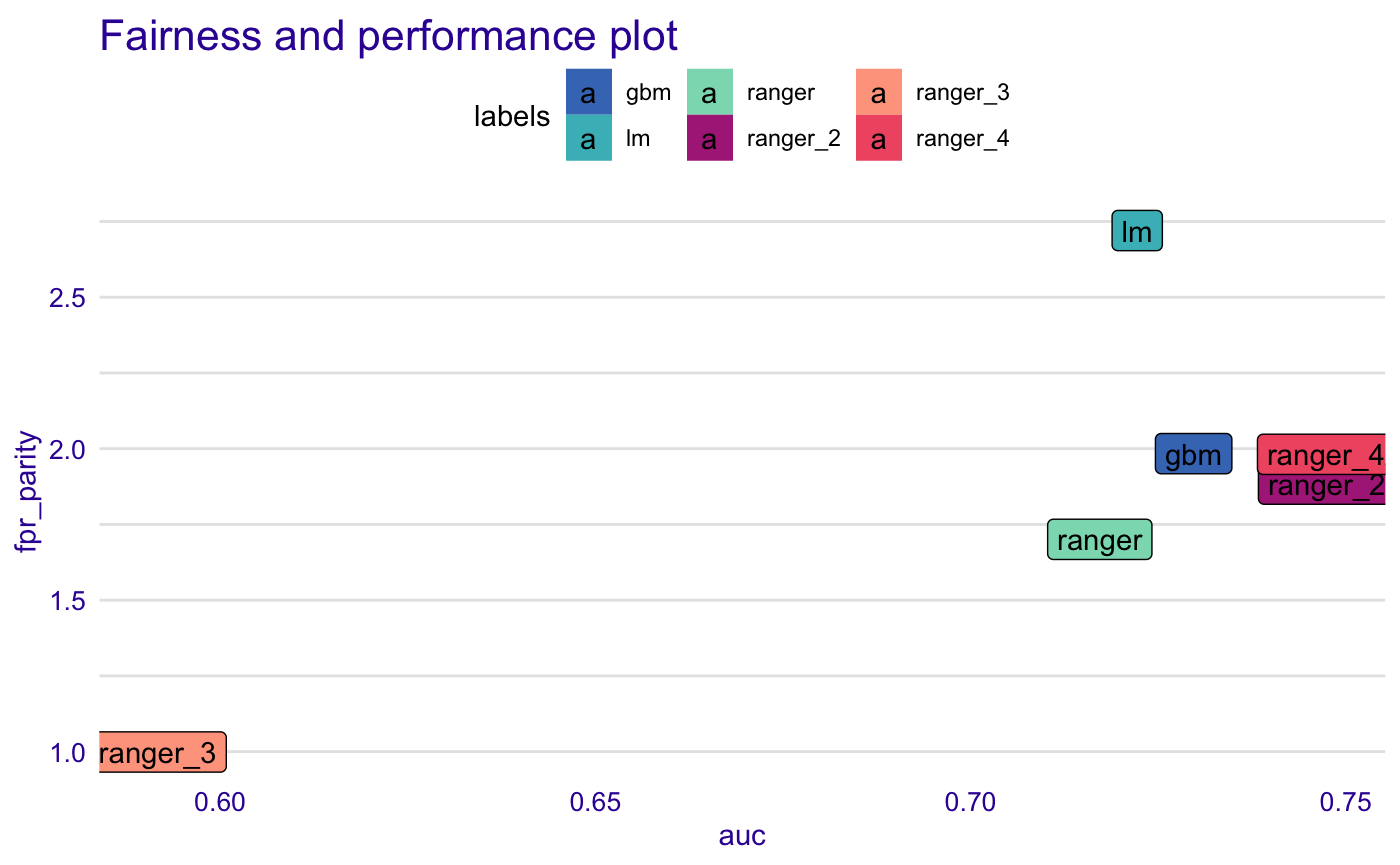 Fairness and performance plot
labels
a gbm a ranger a ranger_3
a lm a ranger_2 a ranger_4
lm
2.5
fpr_parity
2.0
gbm
ranger_4
ranger_2
ranger
1.5
1.0
ranger_3
0.60 0.65 0.70 0.75
auc